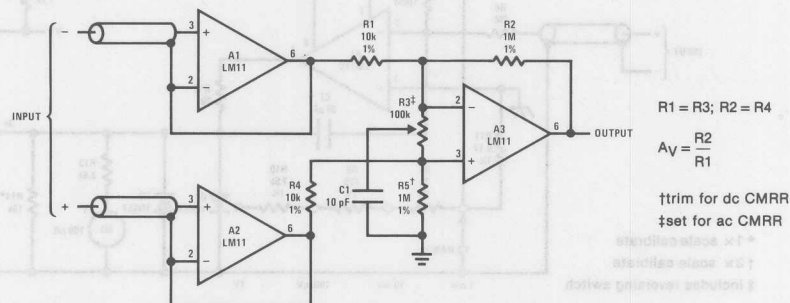 INPUT
−
3
+
2
−
A1
LM11
6
R1
10k
1%
R2
1M
1%
R3‡
100k
2
−
3
+
A3
LM11
6
OUTPUT
C1
10 pF
R4
10k
1%
R5†
1M
1%
+
3
+
2
−
A2
LM11
6
R1 = R3; R2 = R4
AV = R2
R1
†trim for dc CMRR
‡set for ac CMRR